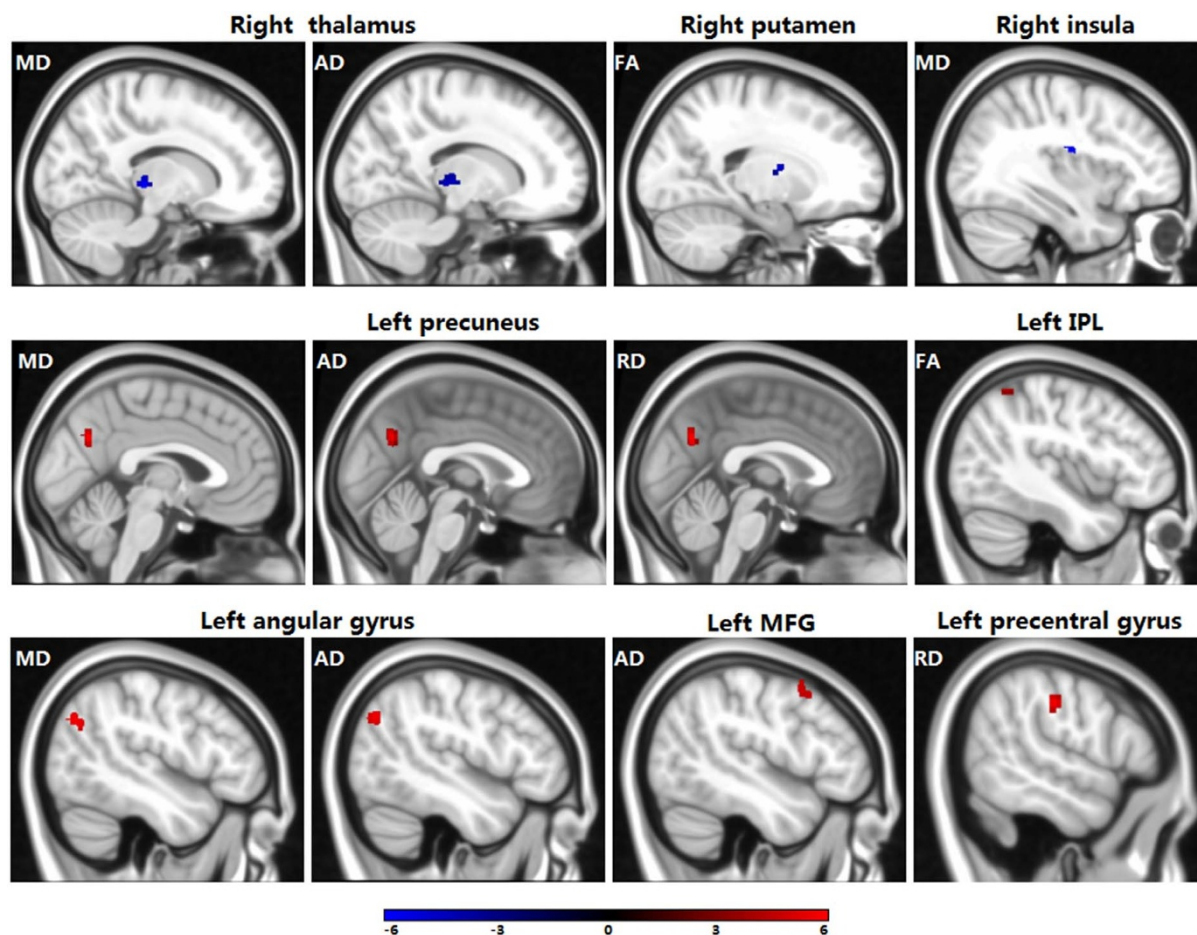 Right thalamus Right putamen Right insula
MD AD FA MD
Left precuneus Left IPL
MD AD RD FA
Left angular gyrus Left MFG Left precentral gyrus
MD AD AD RD
-6 -3 0 3 6